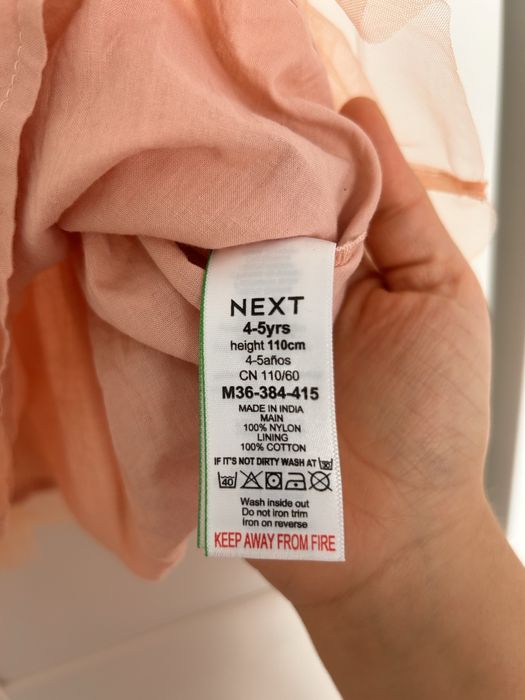 NEXT
4-5yrs
height 110cm
4-5años
CN 110/60
M36-384-415
MADE IN INDIA
MAIN
100% NYLON
LINING
100% COTTON
IF IT'S NOT DIRTY WASH AT
40
Wash inside out
Do not iron trim
Iron on reverse
KEEP AWAY FROM FIRE